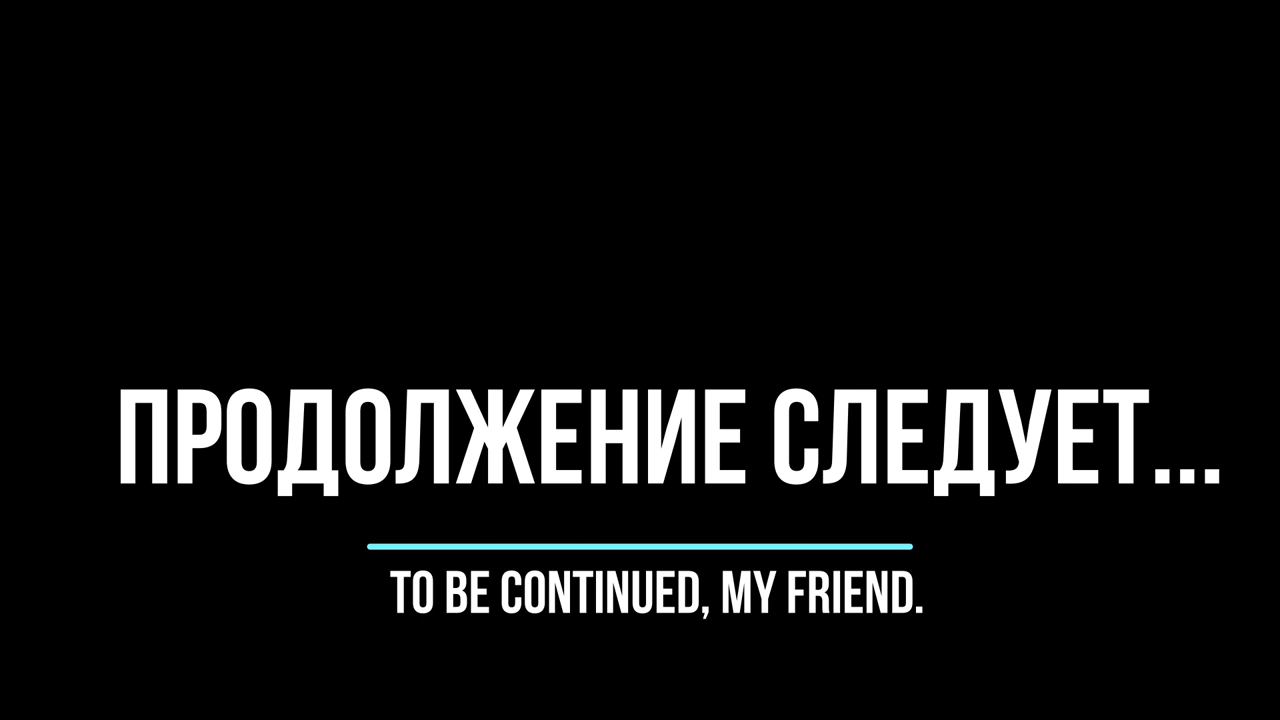 ПРОДОЛЖЕНИЕ СЛЕДУЕТ...
TO BE CONTINUED, MY FRIEND.